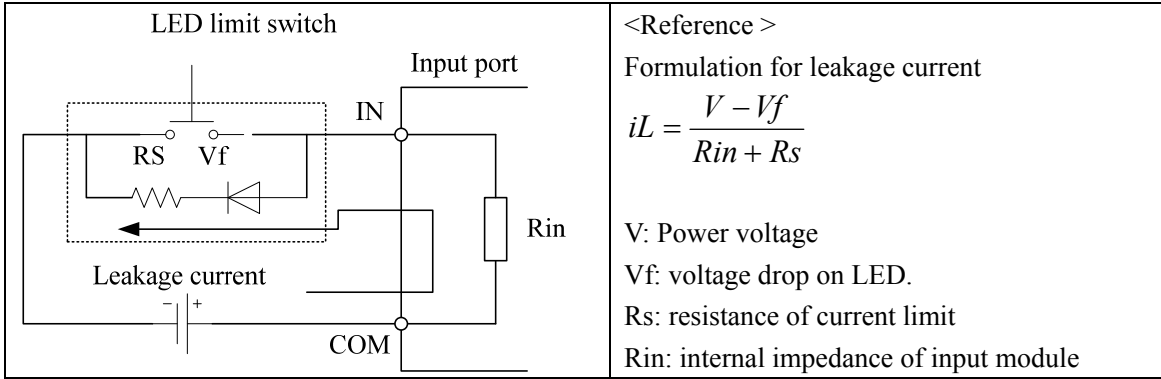 LED limit switch
Input port
IN
RS Vf
Rin
Leakage current
- +
COM
<Reference >
Formulation for leakage current
iL = \frac{V - Vf}{Rin + Rs}
V: Power voltage
Vf: voltage drop on LED.
Rs: resistance of current limit
Rin: internal impedance of input module